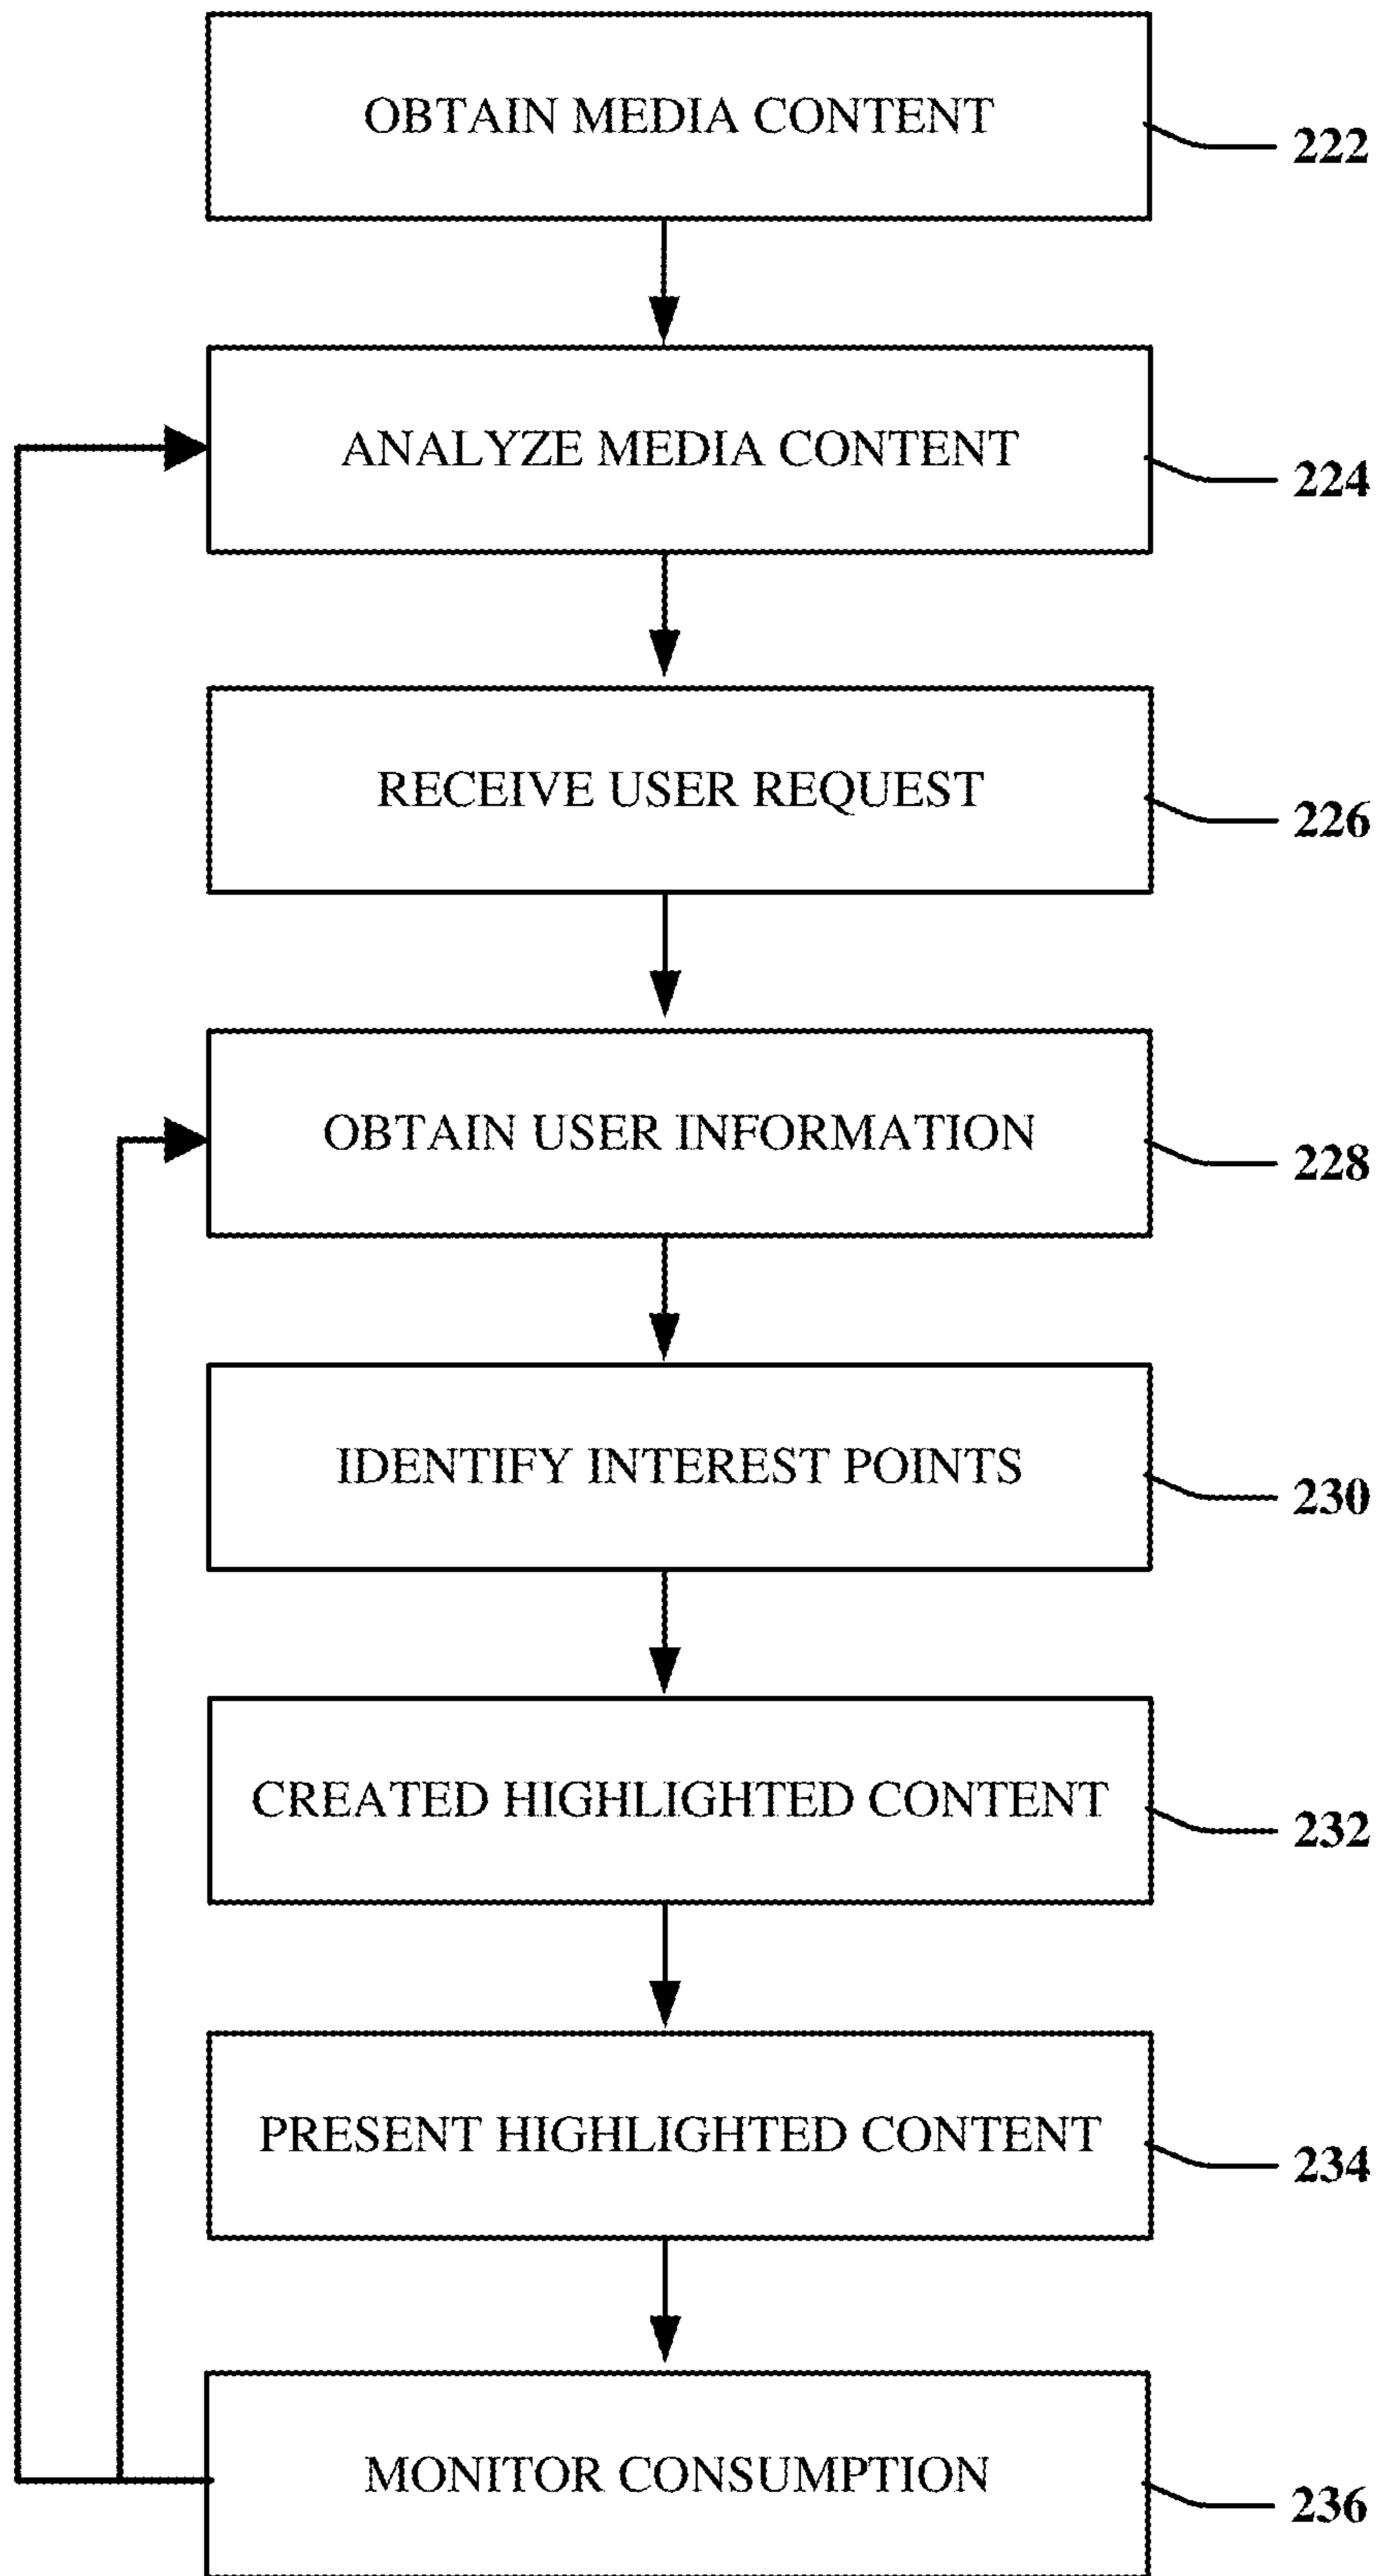 OBTAIN MEDIA CONTENT
222
ANALYZE MEDIA CONTENT
224
RECEIVE USER REQUEST
226
OBTAIN USER INFORMATION
228
IDENTIFY INTEREST POINTS
230
CREATED HIGHLIGHTED CONTENT
232
PRESENT HIGHLIGHTED CONTENT
234
MONITOR CONSUMPTION
236